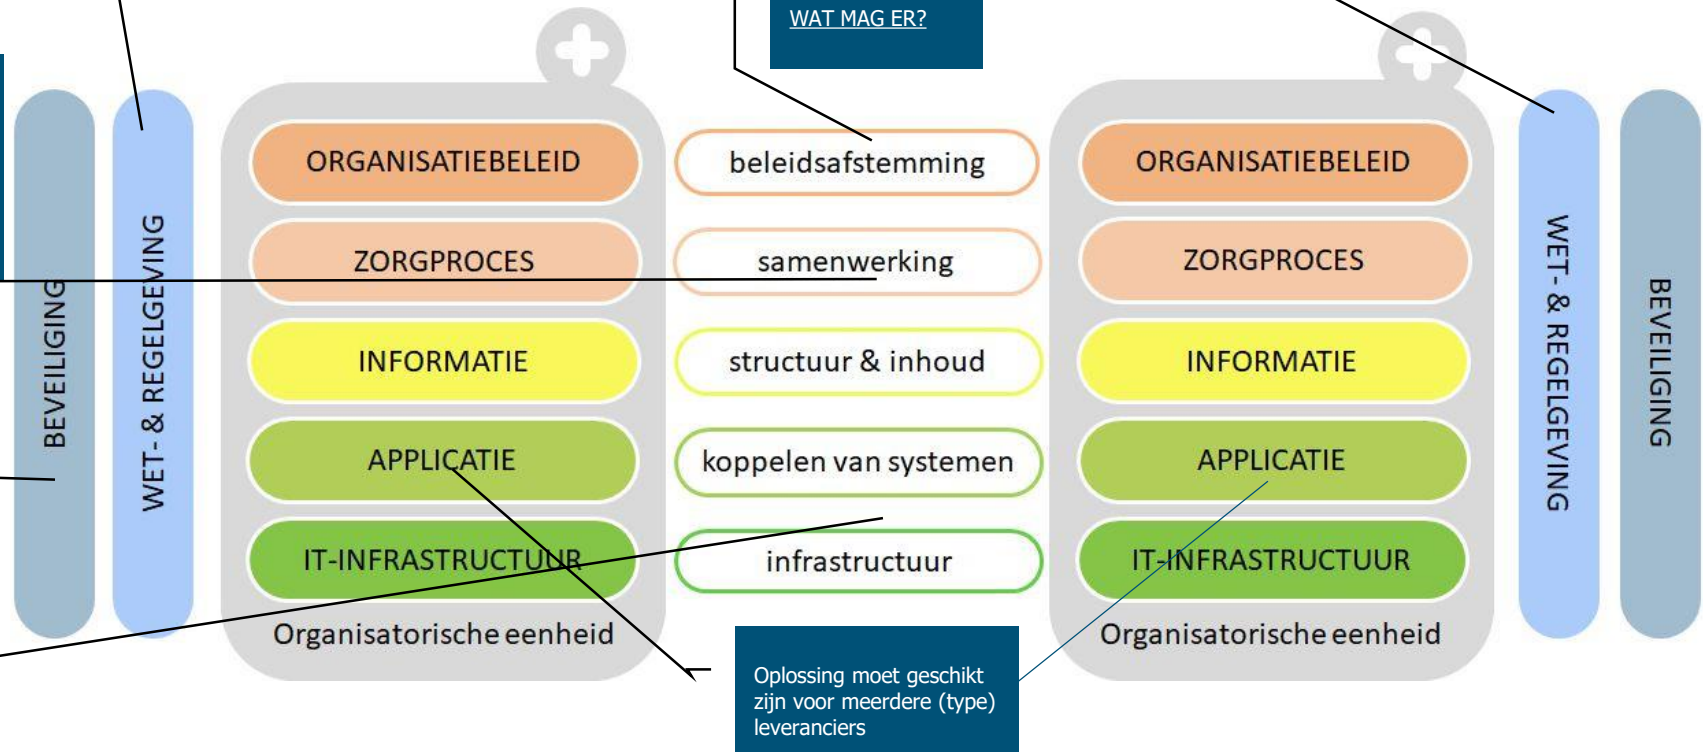 WAT MAG ER?
BEVEILIGING
WET- & REGELGEVING
ORGANISATIEBELEID
ZORGPROCES
INFORMATIE
APPLICATIE
IT-INFRASTRUCTUUR
Organisatorische eenheid
beleidsafstemming
samenwerking
structuur & inhoud
koppelen van systemen
infrastructuur
ORGANISATIEBELEID
ZORGPROCES
INFORMATIE
APPLICATIE
IT-INFRASTRUCTUUR
Organisatorische eenheid
WET- & REGELGEVING
BEVEILIGING
Oplossing moet geschikt
zijn voor meerdere (type)
leveranciers